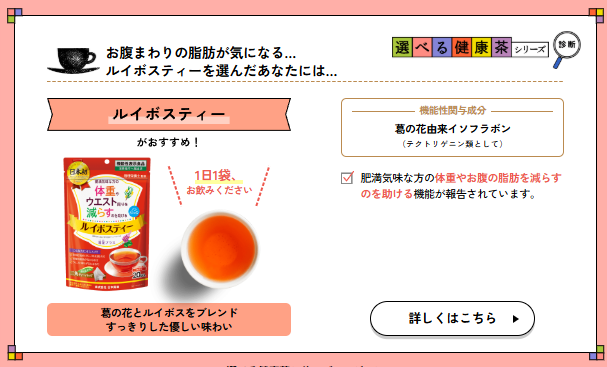 お腹まわりの脂肪が気になる...
ルイボスティーを選んだあなたには...
選べる健康茶シリーズ
診断
ルイボスティー
がおすすめ！
日本初
体重や
ウエスト周りを
減らす
ルイボスティー
1日1袋、
お飲みください
葛の花とルイボスをブレンド
すっきりした優しい味わい
機能性関与成分
葛の花由来イソフラボン
（テクトリゲニン類として）
肥満気味な方の体重やお腹の脂肪を減らす
のを助ける機能が報告されています。
詳しくはこちら